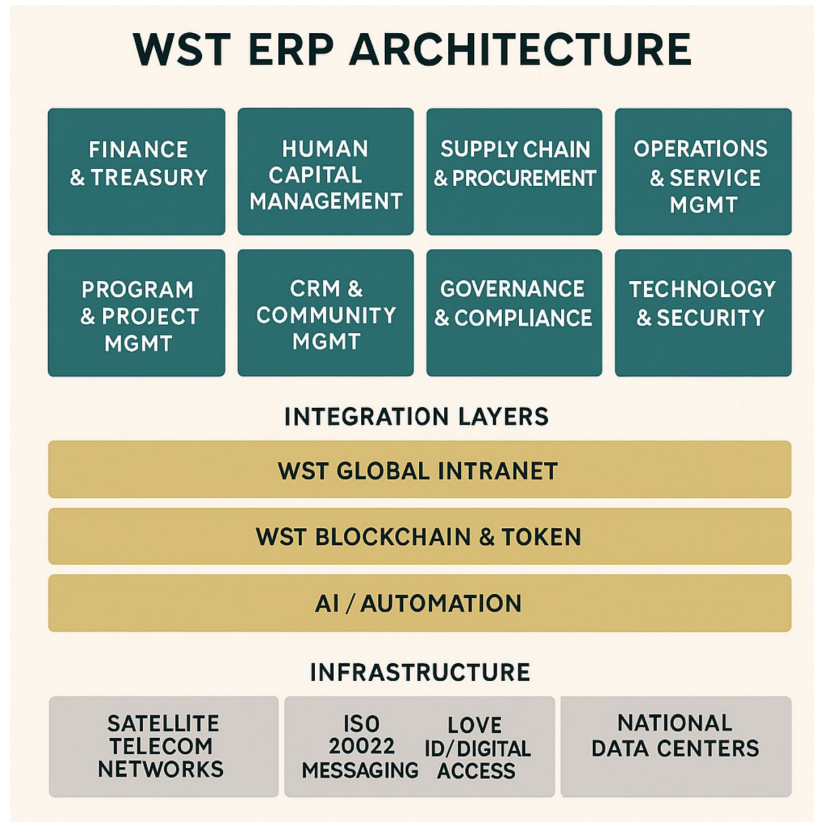 WST ERP ARCHITECTURE
FINANCE
& TREASURY
HUMAN
CAPITAL
MANAGEMENT
SUPPLY CHAIN
& PROCUREMENT
OPERATIONS
& SERVICE
MGMT
PROGRAM
& PROJECT
MGMT
CRM &
COMMUNITY
MGMT
GOVERNANCE
& COMPLIANCE
TECHNOLOGY
& SECURITY
INTEGRATION LAYERS
WST GLOBAL INTRANET
WST BLOCKCHAIN & TOKEN
AI / AUTOMATION
INFRASTRUCTURE
SATELLITE
TELECOM
NETWORKS
ISO
20022
MESSAGING
LOVE
ID/DIGITAL
ACCESS
NATIONAL
DATA CENTERS